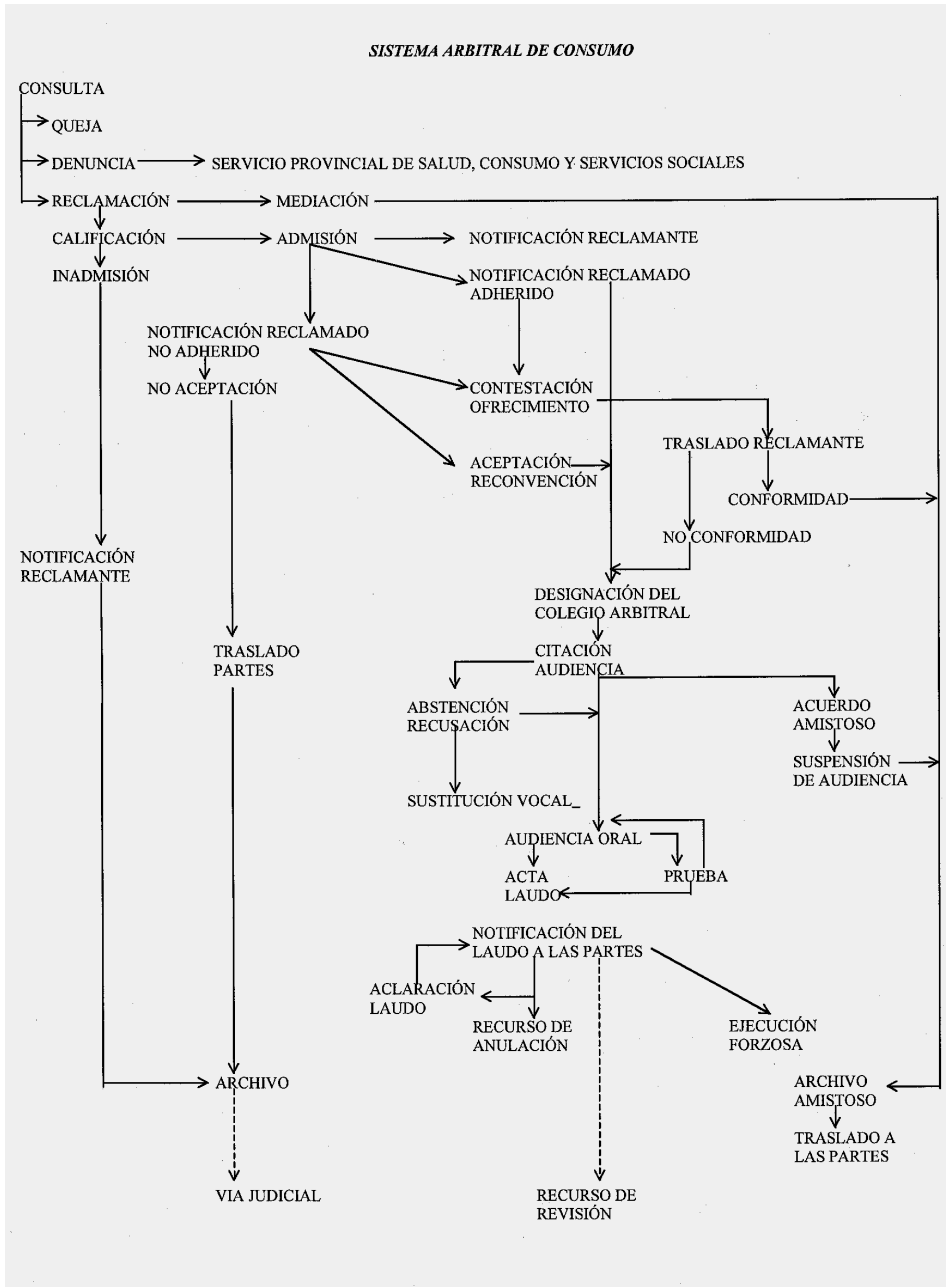 SISTEMA ARBITRAL DE CONSUMO
CONSULTA
QUEJA
DENUNCIA
SERVICIO PROVINCIAL DE SALUD, CONSUMO Y SERVICIOS SOCIALES
RECLAMACIÓN
MEDIACIÓN
CALIFICACIÓN
ADMISIÓN
NOTIFICACIÓN RECLAMANTE
INADMISIÓN
NOTIFICACIÓN RECLAMADO
ADHERIDO
NOTIFICACIÓN RECLAMADO
NO ADHERIDO
NO ACEPTACIÓN
CONTESTACIÓN
OFRECIMIENTO
TRASLADO RECLAMANTE
ACEPTACIÓN
RECONVENCIÓN
CONFORMIDAD
NO CONFORMIDAD
NOTIFICACIÓN
RECLAMANTE
DESIGNACIÓN DEL
COLEGIO ARBITRAL
TRASLADO
PARTES
CITACIÓN
AUDIENCIA
ABSTENCIÓN
RECUSACIÓN
ACUERDO
AMISTOSO
SUSPENSIÓN
DE AUDIENCIA
SUSTITUCIÓN VOCAL_
AUDIENCIA ORAL
ACTA
LAUDO
PRUEBA
NOTIFICACIÓN DEL
LAUDO A LAS PARTES
ACLARACIÓN
LAUDO
RECURSO DE
ANULACIÓN
EJECUCIÓN
FORZOSA
ARCHIVO
ARCHIVO
AMISTOSO
TRASLADO A
LAS PARTES
VIA JUDICIAL
RECURSO DE
REVISIÓN